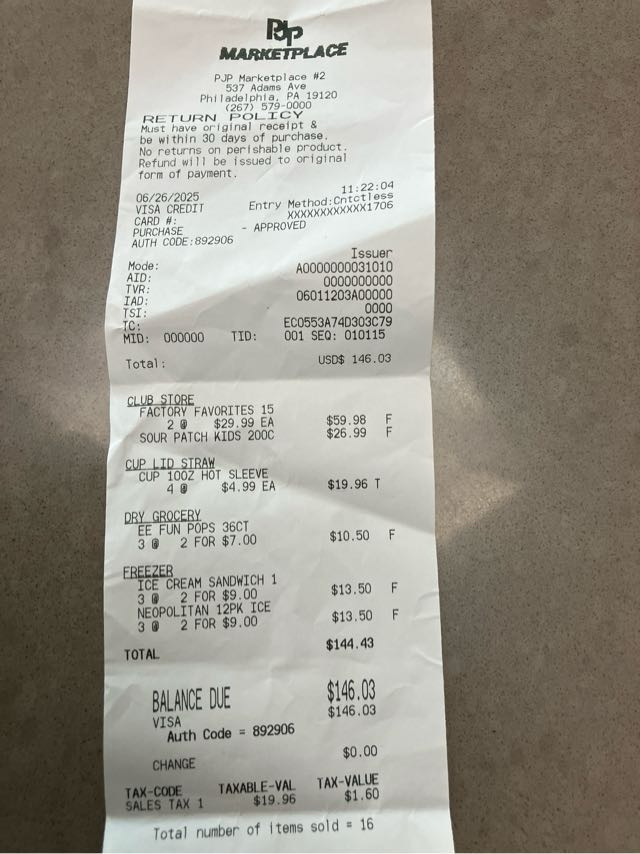 PJP
MARKETPLACE
PJP Marketplace #2
537 Adams Ave
Philadelphia, PA 19120
(267) 579-0000
RETURN POLICY
Must have original receipt &
be within 30 days of purchase.
No returns on perishable product.
Refund will be issued to original
form of payment.
06/26/2025 11:22:04
VISA CREDIT Entry Method:Cntctless
CARD #: XXXXXXXXXXXX1706
PURCHASE - APPROVED
AUTH CODE:892906
Mode: Issuer
AID: A0000000031010
TVR: 0000000000
IAD: 06011203A00000
TSI: 0000
TC: EC0553A74D303C79
MID: 000000 TID: 001 SEQ: 010115
Total: USD$ 146.03
CLUB STORE
FACTORY FAVORITES 15
2 @ $29.99 EA $59.98 F
SOUR PATCH KIDS 200C $26.99 F
CUP LID STRAW
CUP 10OZ HOT SLEEVE
4 @ $4.99 EA $19.96 T
DRY GROCERY
EE FUN POPS 36CT
3 @ 2 FOR $7.00 $10.50 F
FREEZER
ICE CREAM SANDWICH 1
3 @ 2 FOR $9.00 $13.50 F
NEOPOLITAN 12PK ICE
3 @ 2 FOR $9.00 $13.50 F
TOTAL $144.43
BALANCE DUE $146.03
VISA $146.03
Auth Code = 892906
CHANGE $0.00
TAX-CODE TAXABLE-VAL TAX-VALUE
SALES TAX 1 $19.96 $1.60
Total number of items sold = 16